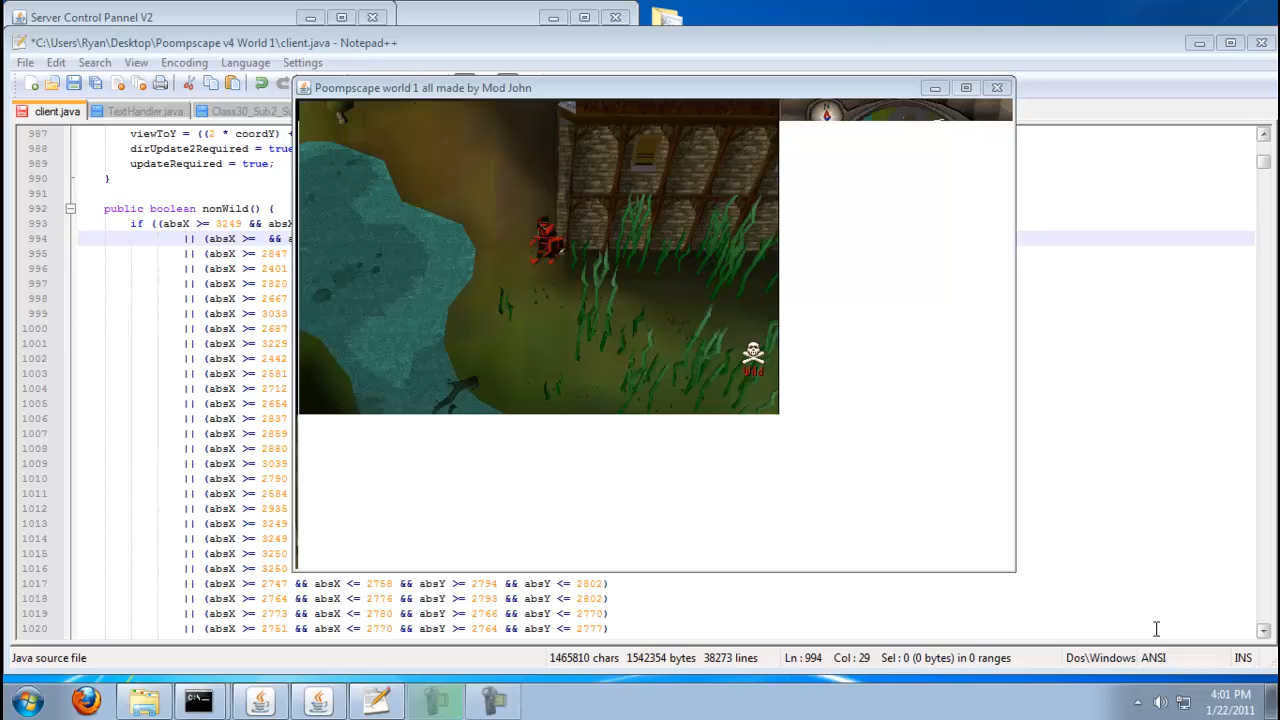 Server Control Pannel V2
*C:\Users\Ryan\Desktop\Poompscape v4 World 1\client.java - Notepad++
File Edit Search View Encoding Language Settings
Poompscape world 1 all made by Mod John
client.java TextHandler.java Class30_Sub2_Su
N
987 viewToY = ((2 * coordY) +
988 dirUpdate2Required = true
989 updateRequired = true;
990 }
991
992 public boolean nonWild() {
993 if ((absX >= 3249 && absX
994 || (absX >=  && a
995 || (absX >= 2847
996 || (absX >= 2401
997 || (absX >= 2820
998 || (absX >= 2667
999 || (absX >= 3033
1000 || (absX >= 2687
1001 || (absX >= 3229
1002 || (absX >= 2442
1003 || (absX >= 2581
1004 || (absX >= 2712
1005 || (absX >= 2654
1006 || (absX >= 2837
1007 || (absX >= 2859
1008 || (absX >= 2880
1009 || (absX >= 3039
1010 || (absX >= 2790
1011 || (absX >= 2584
1012 || (absX >= 2935
1013 || (absX >= 3249
1014 || (absX >= 3249
1015 || (absX >= 3250
1016 || (absX >= 3250
1017 || (absX >= 2747 && absX <= 2758 && absY >= 2794 && absY <= 2802)
1018 || (absX >= 2764 && absX <= 2776 && absY >= 2793 && absY <= 2802)
1019 || (absX >= 2773 && absX <= 2780 && absY >= 2766 && absY <= 2770)
1020 || (absX >= 2751 && absX <= 2770 && absY >= 2764 && absY <= 2777)
Wild
Java source file 1465810 chars 1542354 bytes 38273 lines Ln : 994 Col : 29 Sel : 0 (0 bytes) in 0 ranges Dos\Windows ANSI INS
C:\.
4:01 PM
1/22/2011